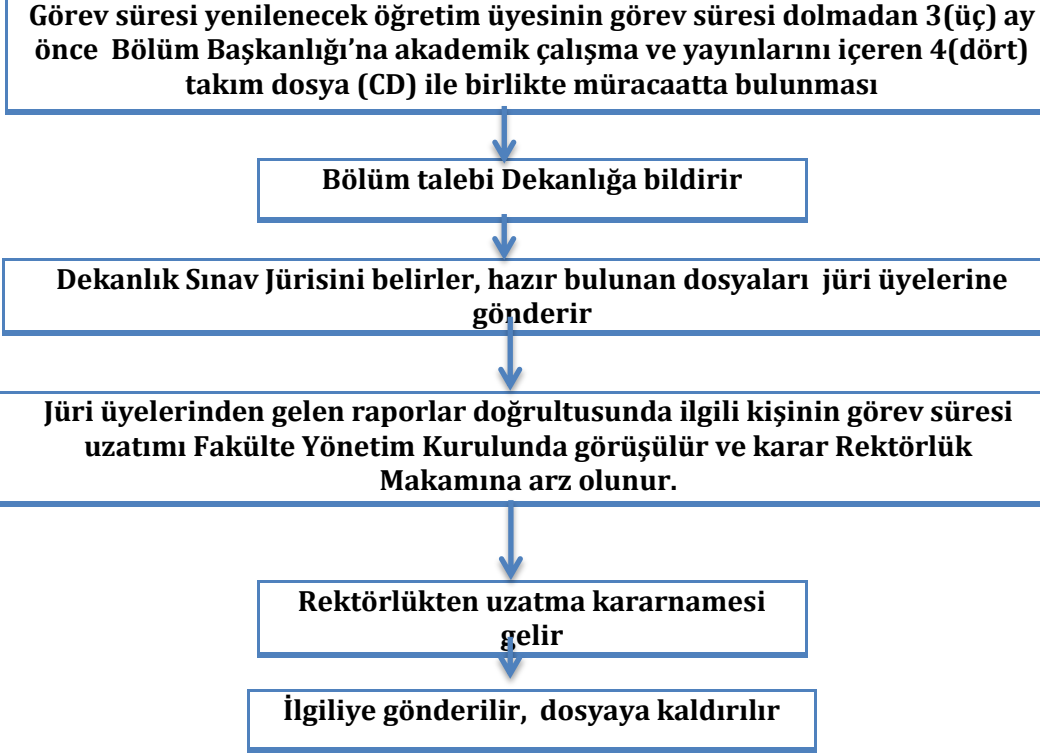 Görev süresi yenilenecek öğretim üyesinin görev süresi dolmadan 3(üç) ay
önce Bölüm Başkanlığı’na akademik çalışma ve yayınlarını içeren 4(dört)
takım dosya (CD) ile birlikte müracaatta bulunması
Bölüm talebi Dekanlığa bildirir
Dekanlık Sınav Jürisini belirler, hazır bulunan dosyaları jüri üyelerine
gönderir
Jüri üyelerinden gelen raporlar doğrultusunda ilgili kişinin görev süresi
uzatımı Fakülte Yönetim Kurulunda görüşülür ve karar Rektörlük
Makamına arz olunur.
Rektörlükten uzatma kararnamesi
gelir
İlgiliye gönderilir, dosyaya kaldırılır